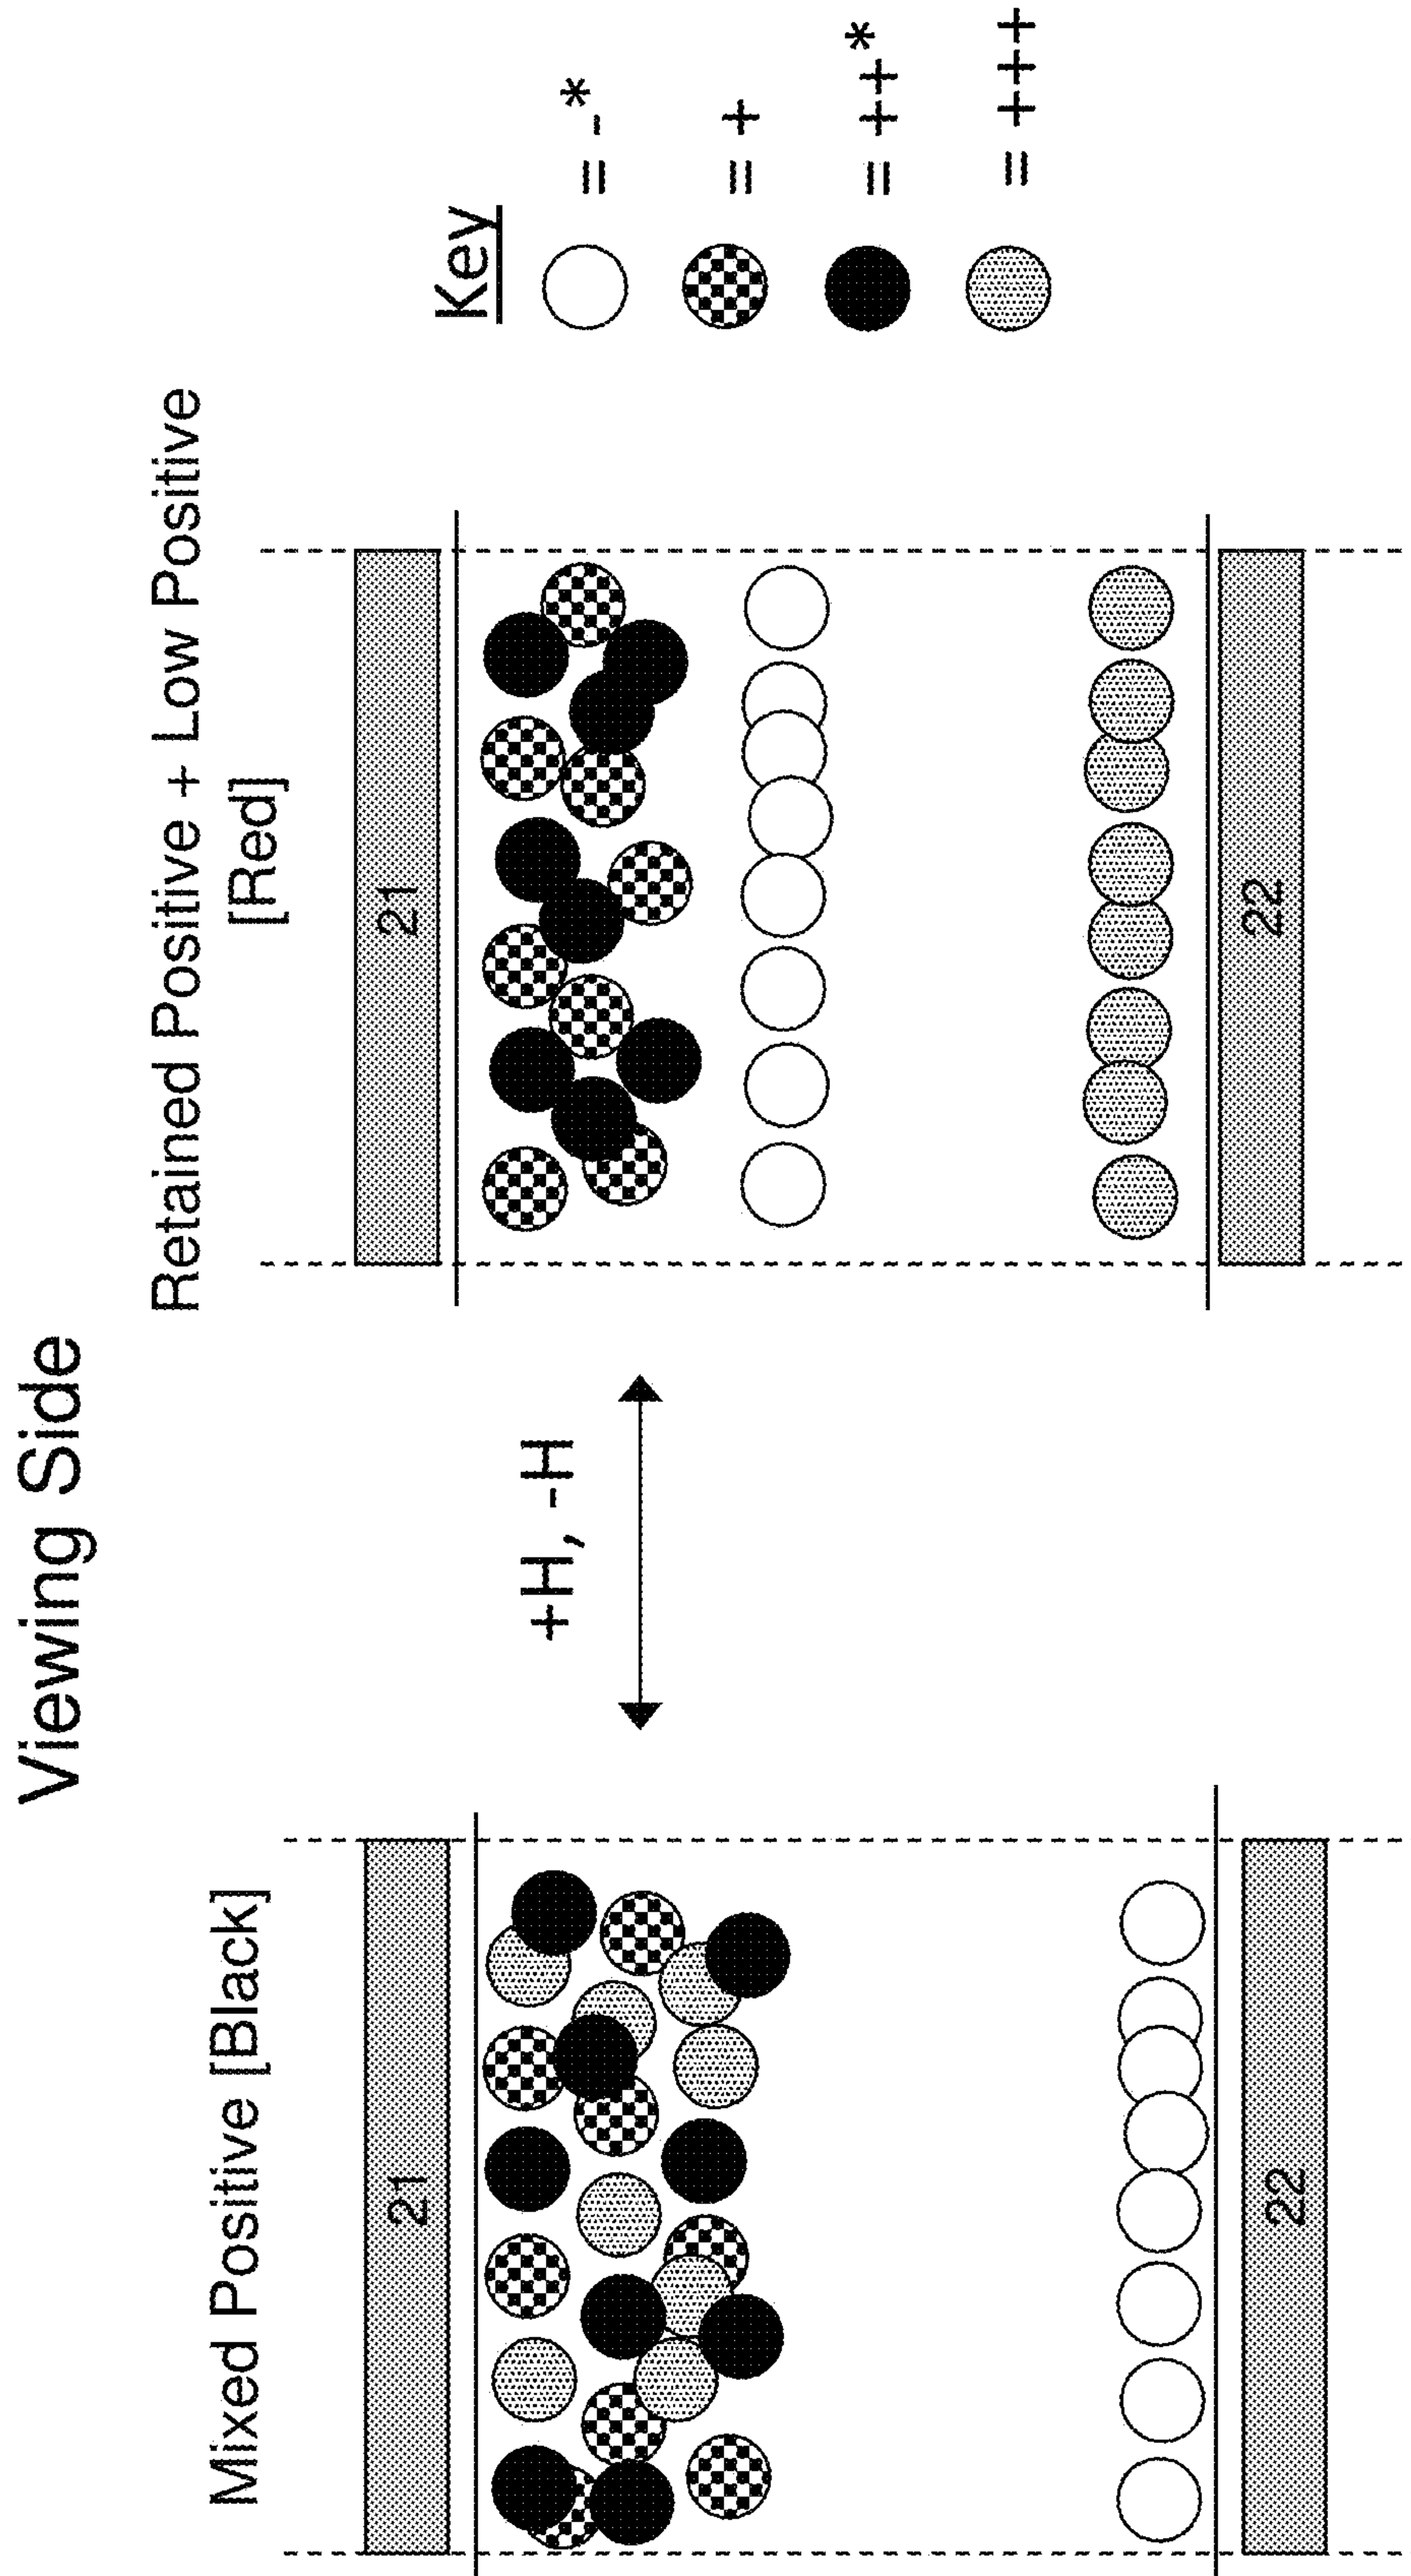 Viewing Side
Mixed Positive [Black]
21
22
+H, -H
Retained Positive + Low Positive
[Red]
21
22
Key
= -*
= +
= ++*
= +++